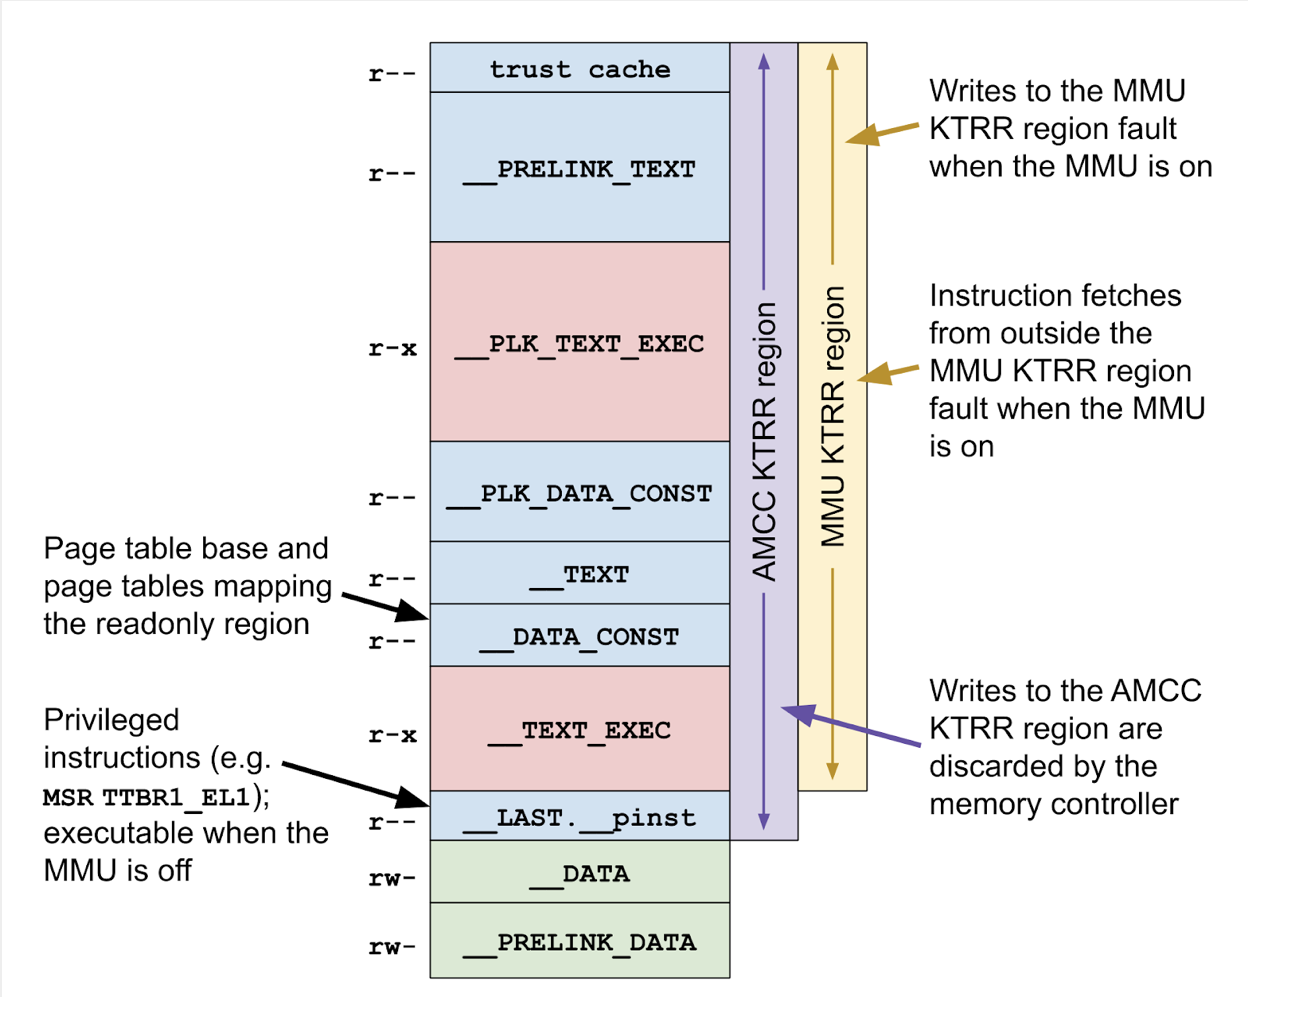 r-- trust cache
r-- __PRELINK_TEXT
r-x __PLK_TEXT_EXEC
r-- __PLK_DATA_CONST
r-- __TEXT
r-- __DATA_CONST
r-x __TEXT_EXEC
r-- __LAST.__pinst
rw- __DATA
rw- __PRELINK_DATA
AMCC KTRR region
MMU KTRR region
Page table base and
page tables mapping
the readonly region
Privileged
instructions (e.g.
MSR TTBR1_EL1);
executable when the
MMU is off
Writes to the MMU
KTRR region fault
when the MMU is on
Instruction fetches
from outside the
MMU KTRR region
fault when the MMU
is on
Writes to the AMCC
KTRR region are
discarded by the
memory controller